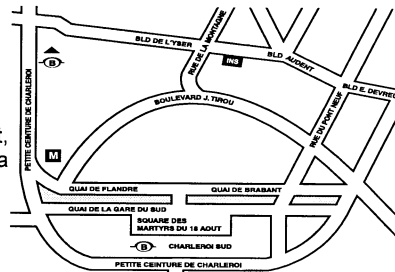 BLD DE L'YSER
RUE DE LA MONTAGNE
BLD AUDENT
BLD E. DEVREU
INS
B
PETITE CEINTURE DE CHARLEROI
BOULEVARD J. TIROU
RUE DU PONT NEUF
M
a
QUAI DE FLANDRE
QUAI DE BRABANT
QUAI DE LA GARE DU SUD
SQUARE DES
MARTYRS DU 18 AOUT
B
CHARLEROI SUD
PETITE CEINTURE DE CHARLEROI